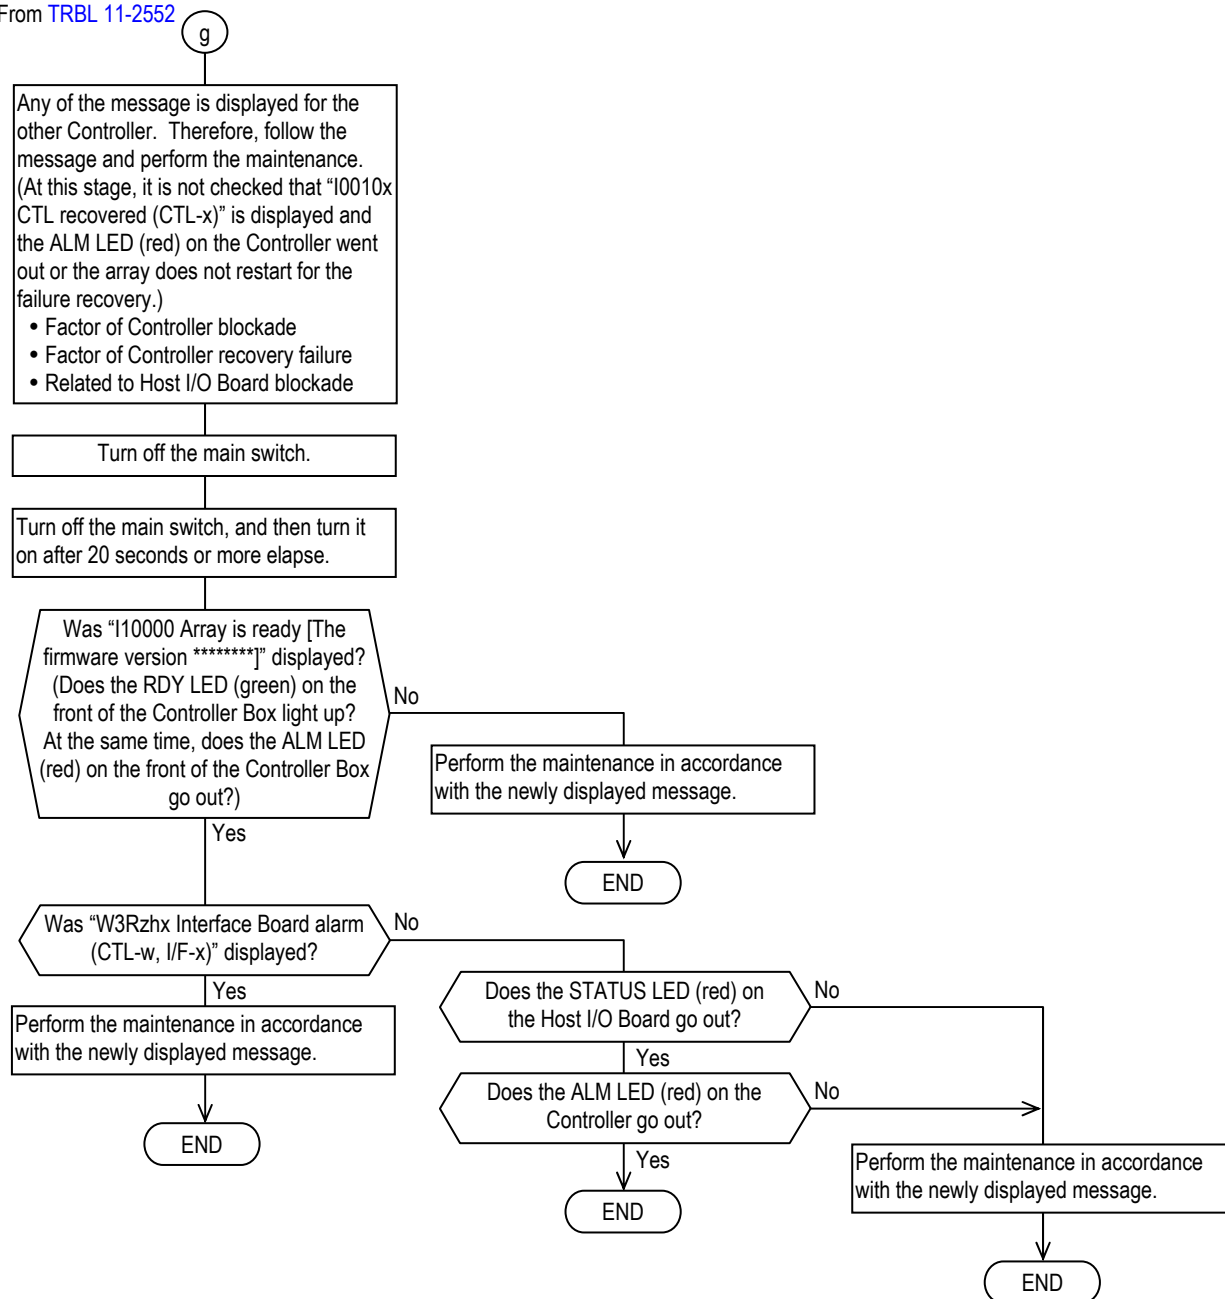 From TRBL 11-2552
g
Any of the message is displayed for the
other Controller.  Therefore, follow the
message and perform the maintenance.
(At this stage, it is not checked that “I0010x
CTL recovered (CTL-x)” is displayed and
the ALM LED (red) on the Controller went
out or the array does not restart for the
failure recovery.)
• Factor of Controller blockade
• Factor of Controller recovery failure
• Related to Host I/O Board blockade
Turn off the main switch.
Turn off the main switch, and then turn it
on after 20 seconds or more elapse.
Was “I10000 Array is ready [The
firmware version ********]” displayed?
(Does the RDY LED (green) on the
front of the Controller Box light up?
At the same time, does the ALM LED
(red) on the front of the Controller Box
go out?)
No
Perform the maintenance in accordance
with the newly displayed message.
END
Yes
Was “W3Rzhx Interface Board alarm
(CTL-w, I/F-x)” displayed?
No
Yes
Perform the maintenance in accordance
with the newly displayed message.
END
Does the STATUS LED (red) on
the Host I/O Board go out?
No
Yes
Does the ALM LED (red) on the
Controller go out?
No
Yes
END
Perform the maintenance in accordance
with the newly displayed message.
END